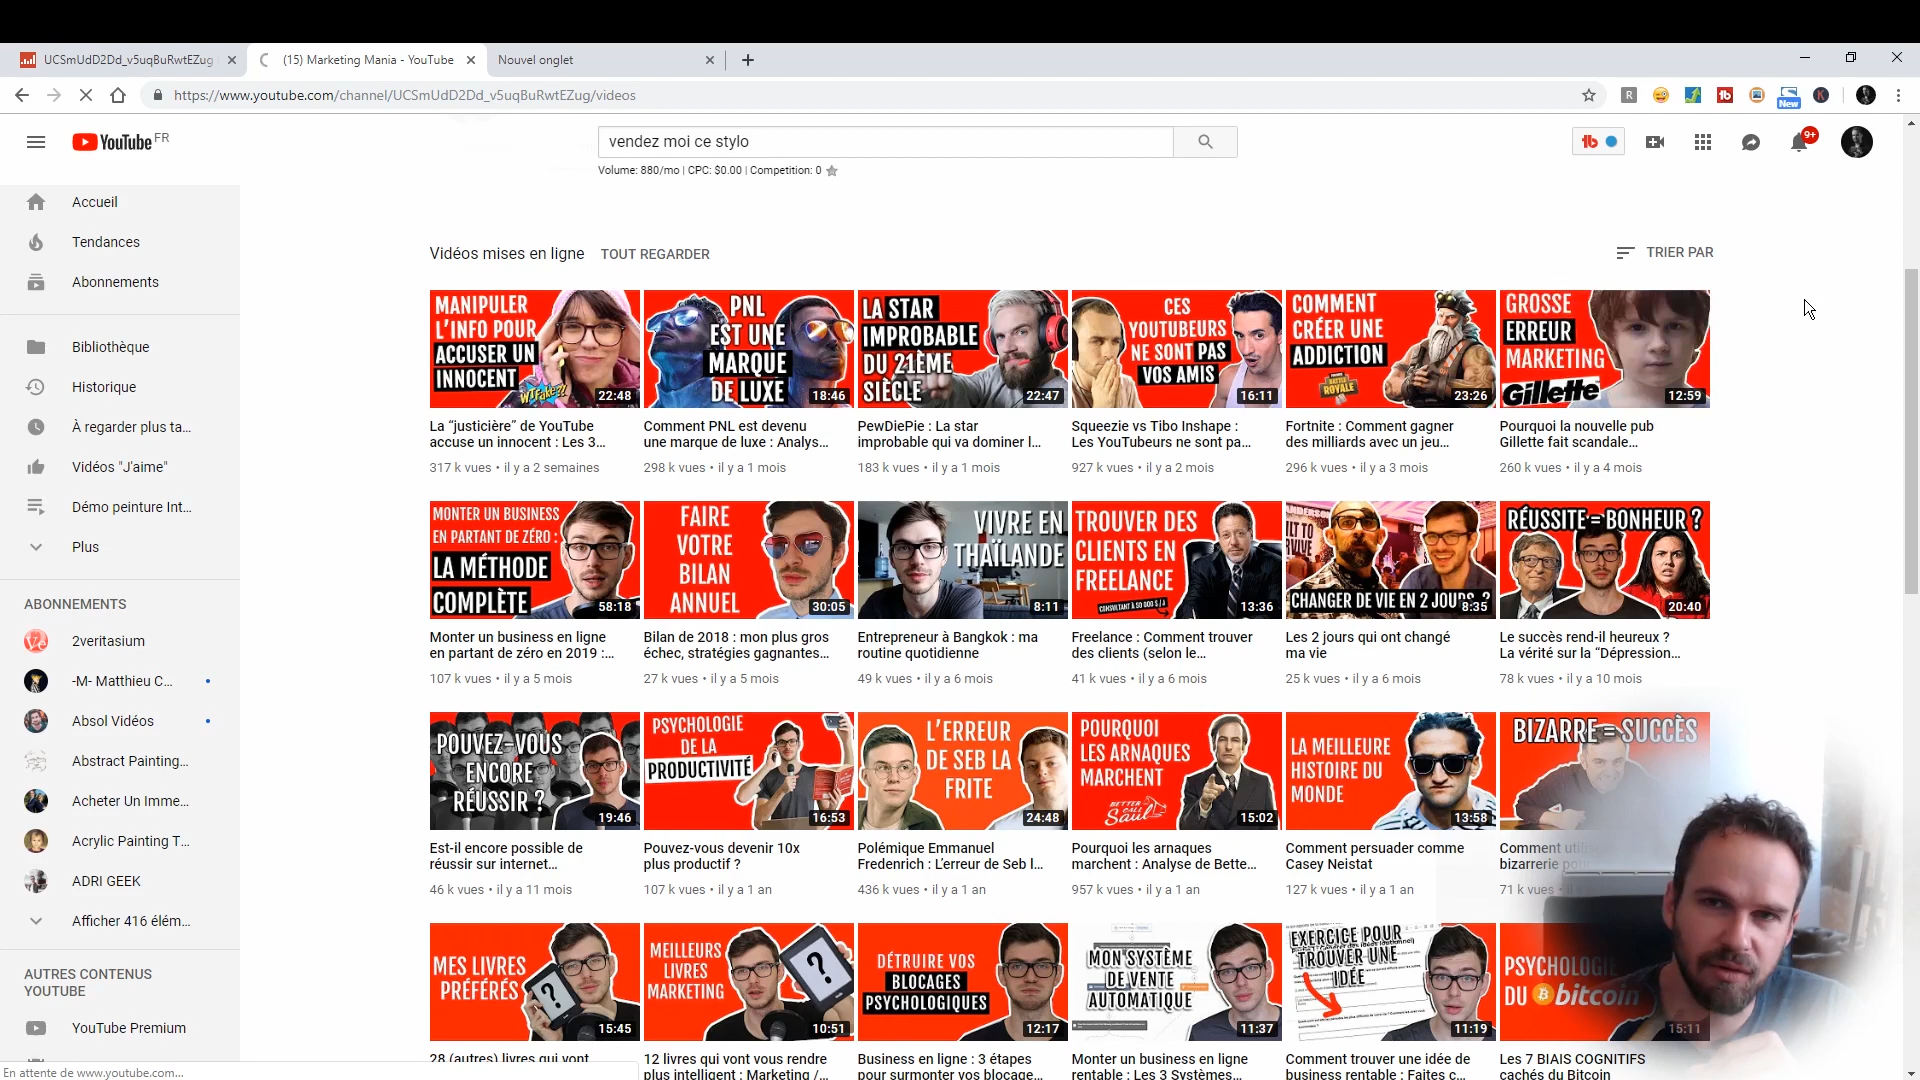 UCSmUdD2Dd_v5uqBuRwtEZug
(15) Marketing Mania - YouTube
Nouvel onglet
https://www.youtube.com/channel/UCSmUdD2Dd_v5uqBuRwtEZug/videos
New
YouTube FR
vendez moi ce stylo
9+
Volume: 880/mo | CPC: $0.00 | Competition: 0
Accueil
Tendances
Abonnements
Bibliothèque
Historique
À regarder plus ta...
Vidéos "J'aime"
Démo peinture Int...
Plus
ABONNEMENTS
2veritasium
-M- Matthieu C...
Absol Vidéos
Abstract Painting...
Acheter Un Imme...
Acrylic Painting T...
ADRI GEEK
Afficher 416 élém...
AUTRES CONTENUS
YOUTUBE
YouTube Premium
En attente de www.youtube.com...
Vidéos mises en ligne TOUT REGARDER
TRIER PAR
MANIPULER
L'INFO POUR
ACCUSER UN
INNOCENT
22:48
La “justicière” de YouTube
accuse un innocent : Les 3...
317 k vues • il y a 2 semaines
PNL
EST UNE
MARQUE
DE LUXE
18:46
Comment PNL est devenu
une marque de luxe : Analys...
298 k vues • il y a 1 mois
LA STAR
IMPROBABLE
DU 21ÈME
SIÈCLE
22:47
PewDiePie : La star
improbable qui va dominer l...
183 k vues • il y a 1 mois
CES
YOUTUBEURS
NE SONT PAS
VOS AMIS
16:11
Squeezie vs Tibo Inshape :
Les YouTubeurs ne sont pa...
927 k vues • il y a 2 mois
COMMENT
CRÉER UNE
ADDICTION
BATTLE
ROYALE
23:26
Fortnite : Comment gagner
des milliards avec un jeu...
296 k vues • il y a 3 mois
GROSSE
ERREUR
MARKETING
Gillette
12:59
Pourquoi la nouvelle pub
Gillette fait scandale...
260 k vues • il y a 4 mois
MONTER UN BUSINESS
EN PARTANT DE ZÉRO :
LA MÉTHODE
COMPLÈTE
58:18
Monter un business en ligne
en partant de zéro en 2019 :...
107 k vues • il y a 5 mois
FAIRE
VOTRE
BILAN
ANNUEL
30:05
Bilan de 2018 : mon plus gros
échec, stratégies gagnantes...
27 k vues • il y a 5 mois
VIVRE EN
THAÏLANDE
8:11
Entrepreneur à Bangkok : ma
routine quotidienne
49 k vues • il y a 6 mois
TROUVER DES
CLIENTS EN
FREELANCE
13:36
Freelance : Comment trouver
des clients (selon le...
41 k vues • il y a 6 mois
CHANGER DE VIE EN 2 JOURS ?
8:35
Les 2 jours qui ont changé
ma vie
25 k vues • il y a 6 mois
RÉUSSITE = BONHEUR ?
20:40
Le succès rend-il heureux ?
La vérité sur la “Dépression...
78 k vues • il y a 10 mois
POUVEZ-VOUS
ENCORE
RÉUSSIR ?
19:46
Est-il encore possible de
réussir sur internet...
46 k vues • il y a 11 mois
PSYCHOLOGIE
DE LA
PRODUCTIVITÉ
16:53
Pouvez-vous devenir 10x
plus productif ?
107 k vues • il y a 1 an
L'ERREUR
DE SEB LA
FRITE
24:48
Polémique Emmanuel
Fredenrich : L'erreur de Seb l...
436 k vues • il y a 1 an
POURQUOI
LES ARNAQUES
MARCHENT
BETTER
CALL
Saul
15:02
Pourquoi les arnaques
marchent : Analyse de Bette...
957 k vues • il y a 1 an
LA MEILLEURE
HISTOIRE DU
MONDE
13:58
Comment persuader comme
Casey Neistat
127 k vues • il y a 1 an
BIZARRE = SUCCÈS
Comment
bizarrerie
71 k vues
MES LIVRES
PRÉFÉRÉS
?
15:45
28 (autres) livres qui vont
MEILLEURS
LIVRES
MARKETING
?
10:51
12 livres qui vont vous rendre
plus intelligent : Marketing /...
DÉTRUIRE VOS
BLOCAGES
PSYCHOLOGIQUES
12:17
Business en ligne : 3 étapes
pour surmonter vos blocage...
MON SYSTÈME
DE VENTE
AUTOMATIQUE
11:37
Monter un business en ligne
rentable : Les 3 Systèmes...
EXERCICE POUR
TROUVER UNE
IDÉE
11:19
Comment trouver une idée de
business rentable : Faites c...
PSYCHOLOGIE
DU bitcoin
15:11
Les 7 BIAIS COGNITIFS
cachés du Bitcoin